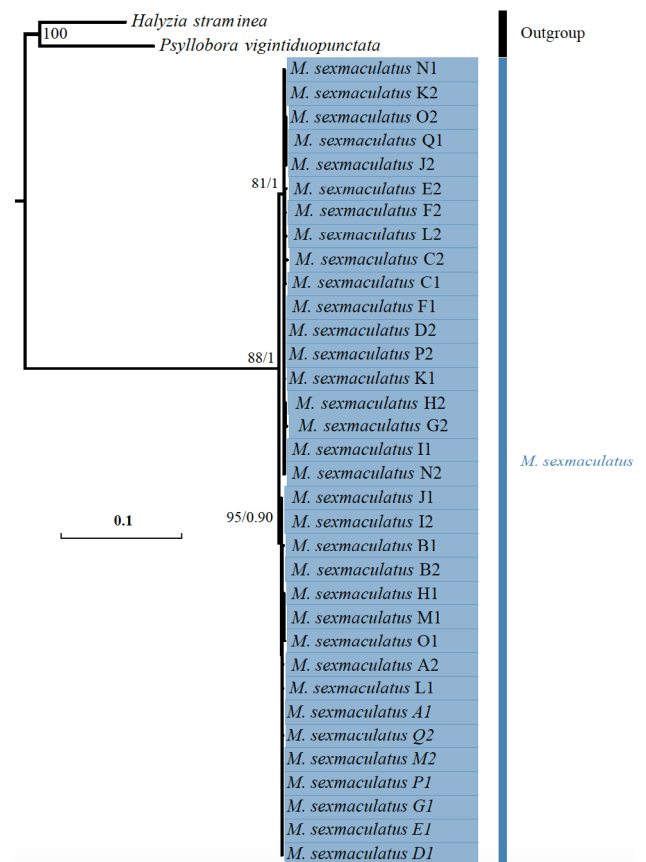 Halyzia straminea
100
Psyllobora vigintiduopunctata
Outgroup
M. sexmaculatus N1
M. sexmaculatus K2
M. sexmaculatus O2
M. sexmaculatus Q1
M. sexmaculatus J2
81/1
M. sexmaculatus E2
M. sexmaculatus F2
M. sexmaculatus L2
M. sexmaculatus C2
M. sexmaculatus C1
M. sexmaculatus F1
M. sexmaculatus D2
88/1
M. sexmaculatus P2
M. sexmaculatus K1
M. sexmaculatus H2
M. sexmaculatus G2
M. sexmaculatus I1
M. sexmaculatus
M. sexmaculatus N2
M. sexmaculatus J1
95/0.90
0.1
M. sexmaculatus I2
M. sexmaculatus B1
M. sexmaculatus B2
M. sexmaculatus H1
M. sexmaculatus M1
M. sexmaculatus O1
M. sexmaculatus A2
M. sexmaculatus L1
M. sexmaculatus A1
M. sexmaculatus Q2
M. sexmaculatus M2
M. sexmaculatus P1
M. sexmaculatus G1
M. sexmaculatus E1
M. sexmaculatus D1